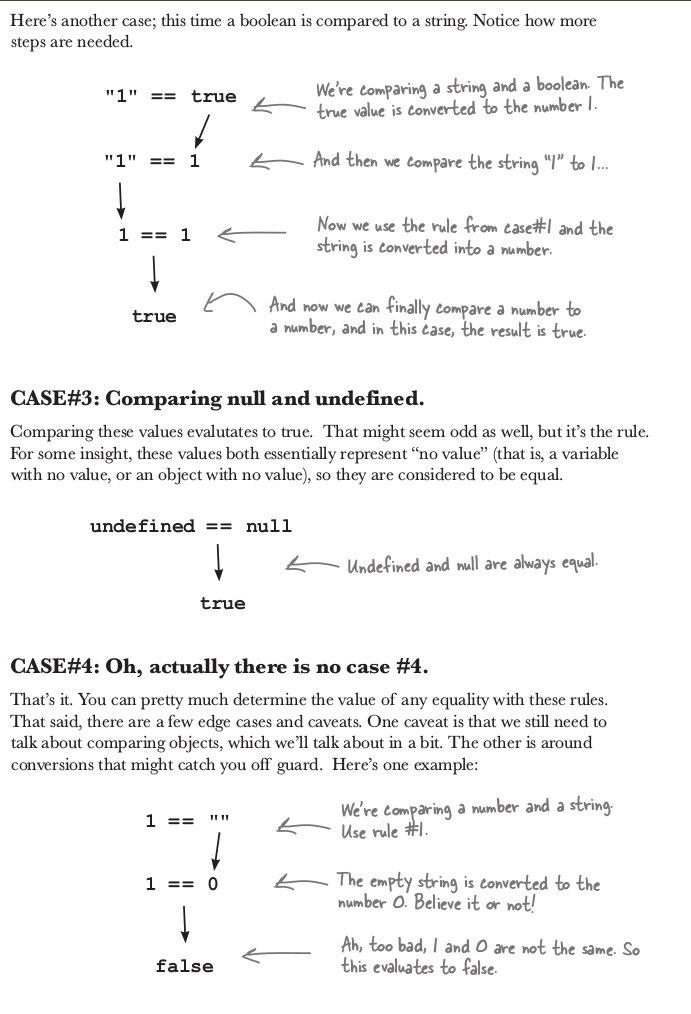 Here's another case; this time a boolean is compared to a string. Notice how more
steps are needed.
"1" == true
We're comparing a string and a boolean. The
true value is converted to the number 1.
"1" == 1
And then we compare the string "1" to 1...
1 == 1
Now we use the rule from case#1 and the
string is converted into a number.
true
And now we can finally compare a number to
a number, and in this case, the result is true.
CASE#3: Comparing null and undefined.
Comparing these values evalutates to true. That might seem odd as well, but it's the rule.
For some insight, these values both essentially represent “no value” (that is, a variable
with no value, or an object with no value), so they are considered to be equal.
undefined == null
Undefined and null are always equal.
true
CASE#4: Oh, actually there is no case #4.
That's it. You can pretty much determine the value of any equality with these rules.
That said, there are a few edge cases and caveats. One caveat is that we still need to
talk about comparing objects, which we'll talk about in a bit. The other is around
conversions that might catch you off guard. Here's one example:
1 == ""
We're comparing a number and a string.
Use rule #1.
1 == 0
The empty string is converted to the
number 0. Believe it or not!
Ah, too bad, 1 and 0 are not the same. So
this evaluates to false.
false